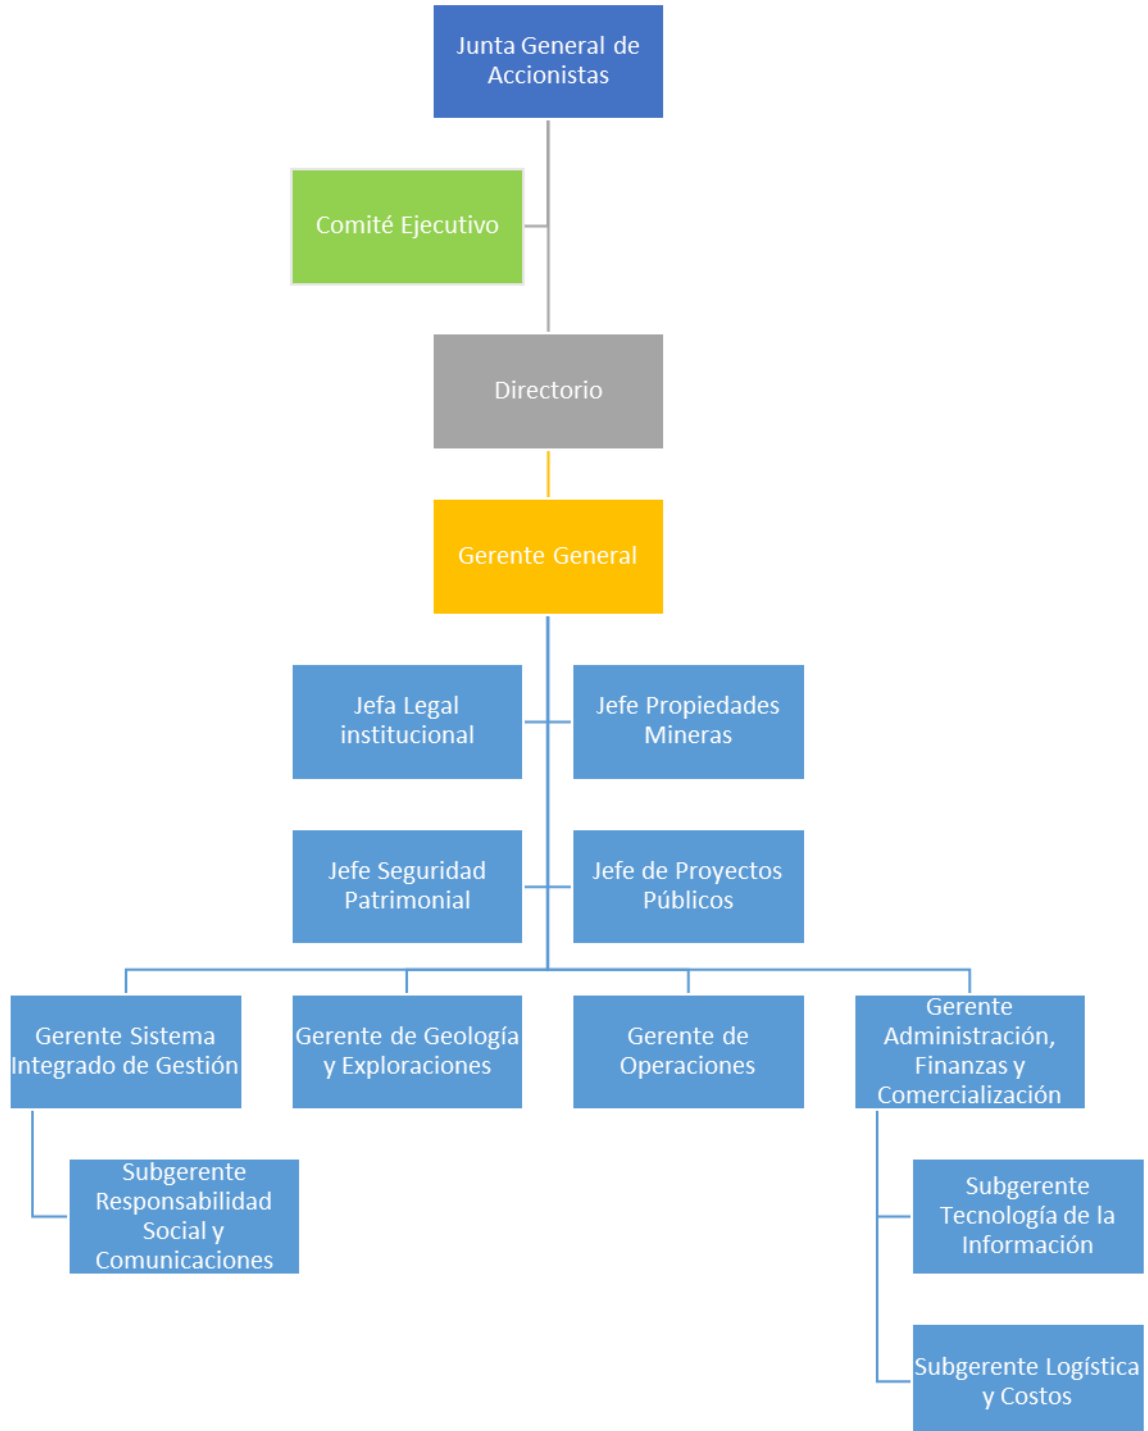 Junta General de
Accionistas
Comité Ejecutivo
Directorio
Gerente General
Jefa Legal
institucional
Jefe Propiedades
Mineras
Jefe Seguridad
Patrimonial
Jefe de Proyectos
Públicos
Gerente Sistema
Integrado de Gestión
Gerente de Geología
y Exploraciones
Gerente de
Operaciones
Gerente
Administración,
Finanzas y
Comercialización
Subgerente
Responsabilidad
Social y
Comunicaciones
Subgerente
Tecnología de la
Información
Subgerente Logística
y Costos